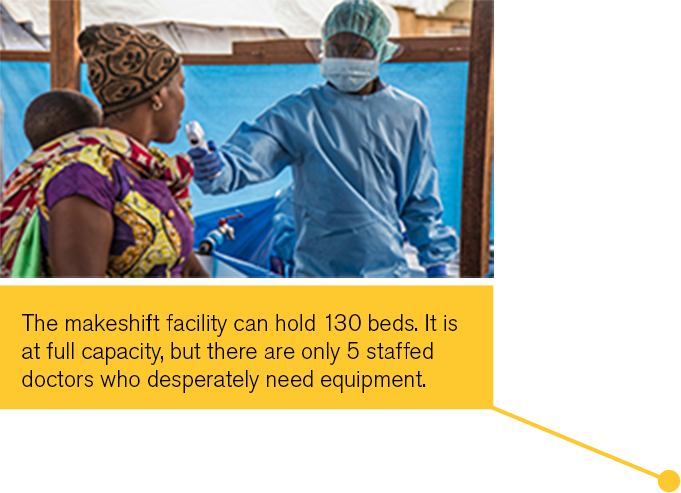 The makeshift facility can hold 130 beds. It is
at full capacity, but there are only 5 staffed
doctors who desperately need equipment.